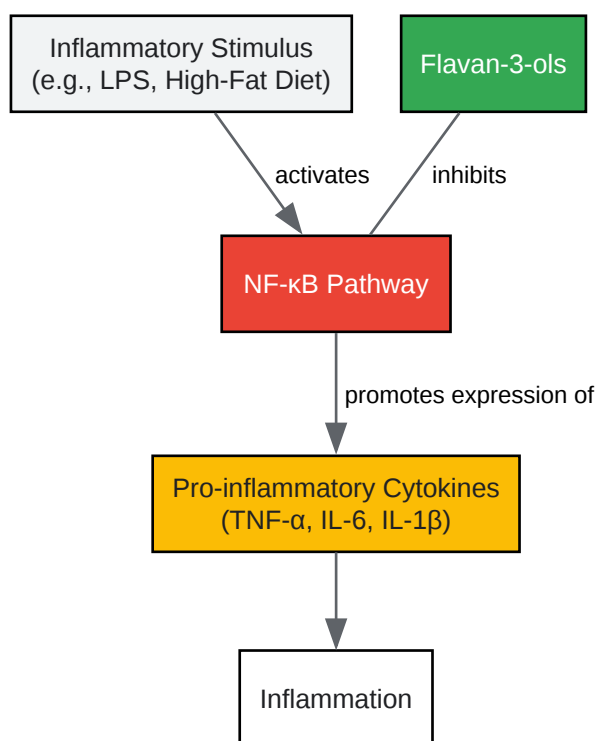 Inflammatory Stimulus
(e.g., LPS, High-Fat Diet)
Flavan-3-ols
activates
inhibits
NF-κB Pathway
promotes expression of
Pro-inflammatory Cytokines
(TNF-α, IL-6, IL-1β)
Inflammation